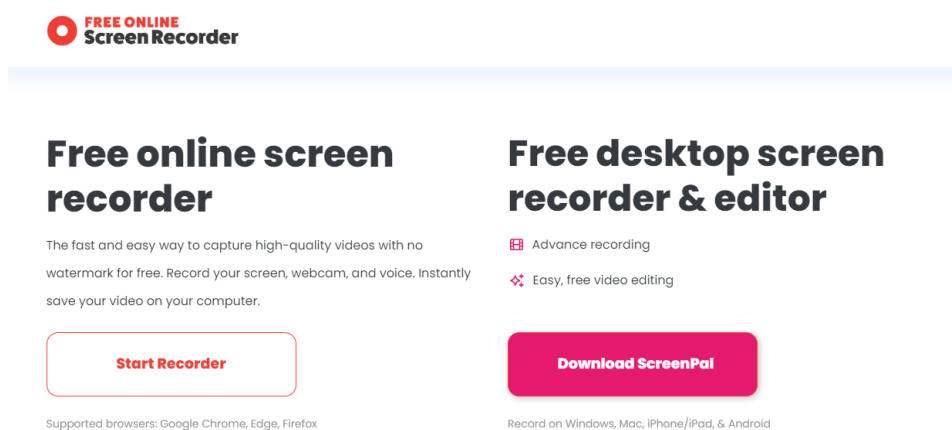 FREE ONLINE
Screen Recorder
Free online screen
recorder
The fast and easy way to capture high-quality videos with no
watermark for free. Record your screen, webcam, and voice. Instantly
save your video on your computer.
Start Recorder
Supported browsers: Google Chrome, Edge, Firefox
Free desktop screen
recorder & editor
Advance recording
Easy, free video editing
Download ScreenPal
Record on Windows, Mac, iPhone/iPad, & Android